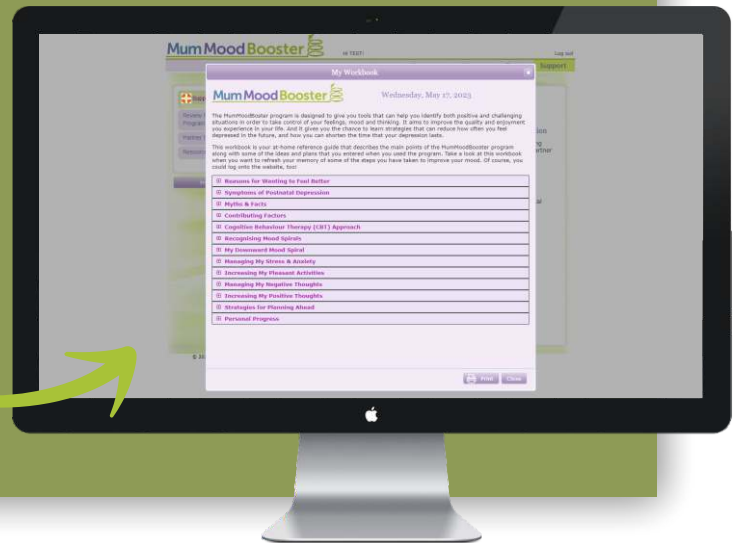 MumMoodBooster
HI TEST!
Log out
Support
My Workbook
MumMoodBooster
Wednesday, May 17, 2023
The MumMoodBooster program is designed to give you tools that can help you identify both positive and challenging
situations in order to take control of your feelings, mood and thinking. It aims to improve the quality and enjoyment
you experience in your life. And it gives you the chance to learn strategies that can reduce how often you feel
depressed in the future, and how you can shorten the time that your depression lasts.
This workbook is your at-home reference guide that describes the main points of the MumMoodBooster program
along with some of the ideas and plans that you entered when you used the program. Take a look at this workbook
when you want to refresh your memory of some of the steps you have taken to improve your mood. Of course, you
could log onto the website, too!
Reasons for Wanting to Feel Better
Symptoms of Postnatal Depression
Myths & Facts
Contributing Factors
Cognitive Behaviour Therapy (CBT) Approach
Recognising Mood Spirals
My Downward Mood Spiral
Managing My Stress & Anxiety
Increasing My Pleasant Activities
Managing My Negative Thoughts
Increasing My Positive Thoughts
Strategies for Planning Ahead
Personal Progress
Print
Close